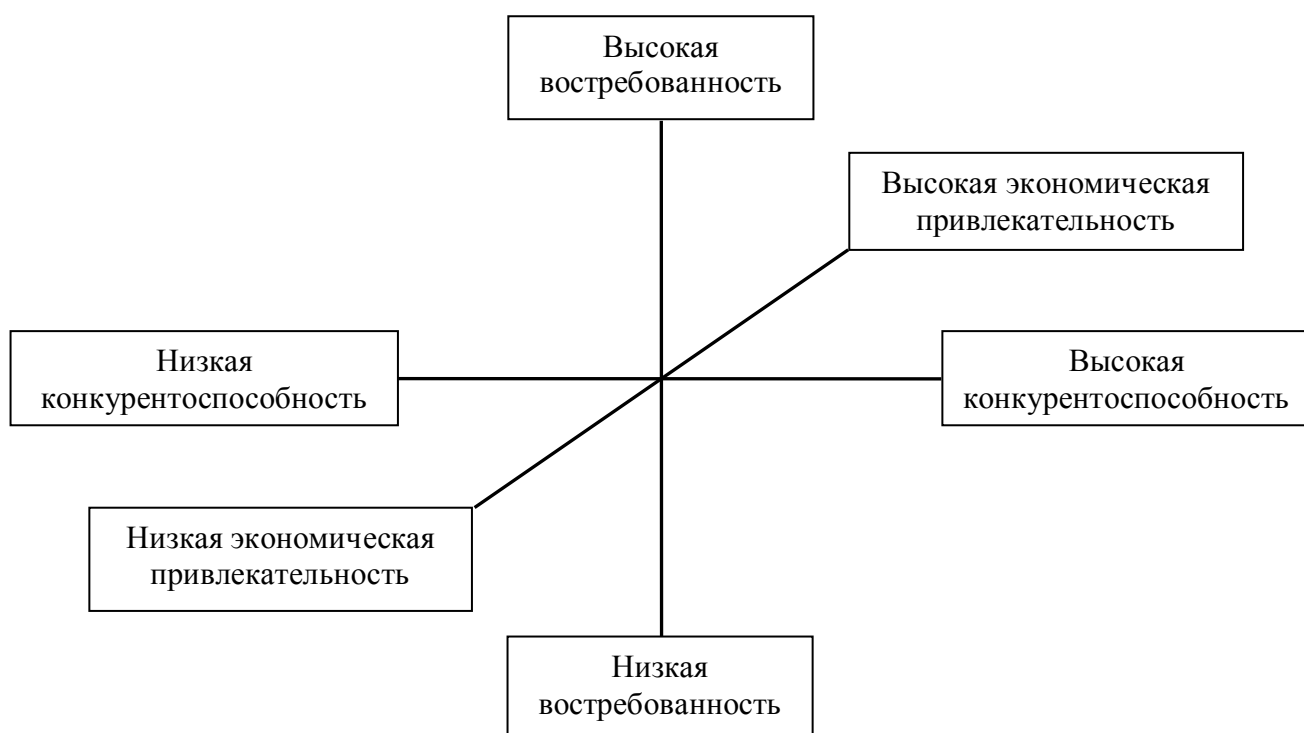 Высокая
востребованность
Высокая экономическая
привлекательность
Низкая
конкурентоспособность
Высокая
конкурентоспособность
Низкая экономическая
привлекательность
Низкая
востребованность